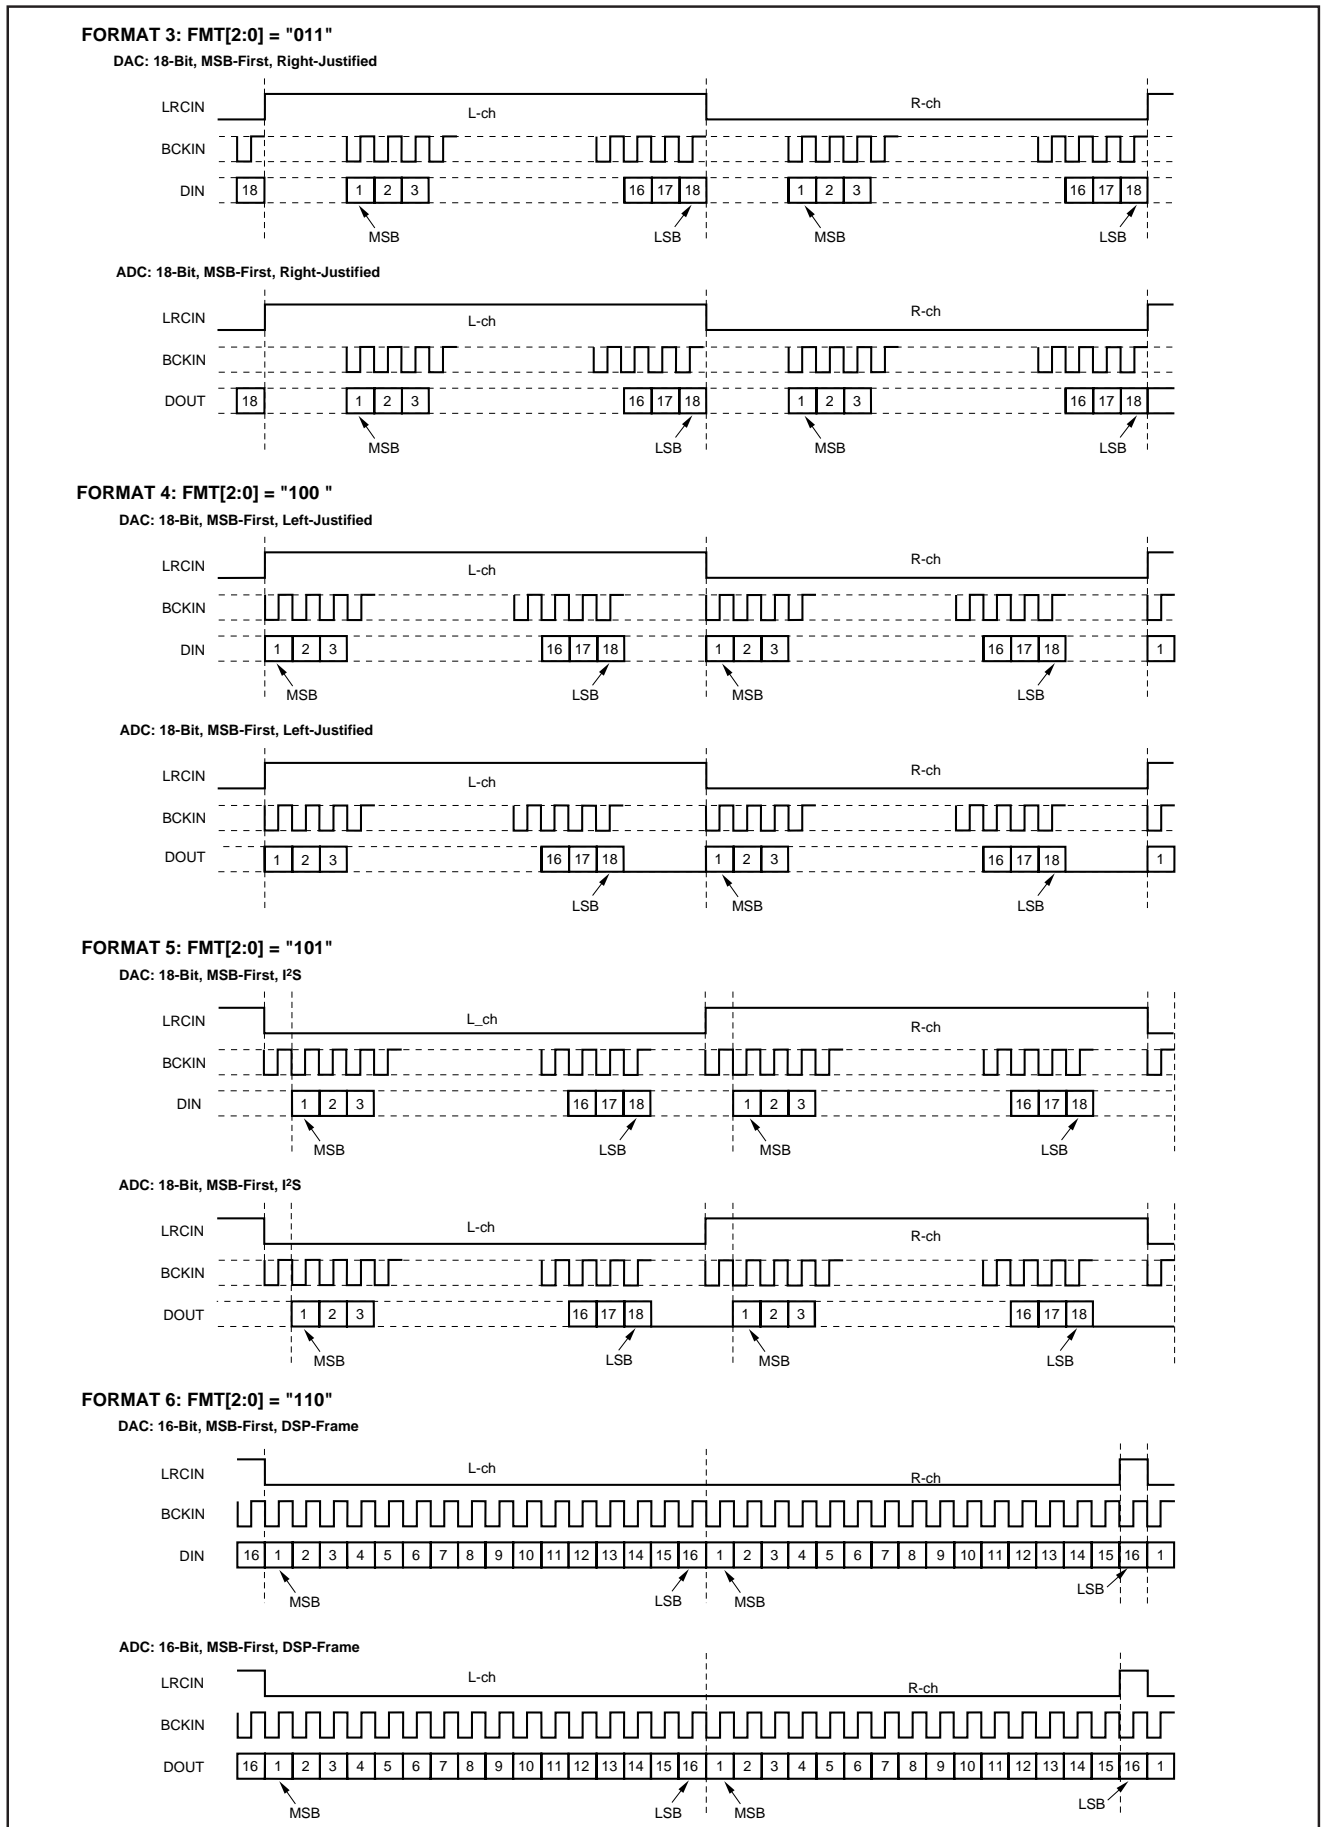 FORMAT 3: FMT[2:0] = "011"
DAC: 18-Bit, MSB-First, Right-Justified
LRCIN L-ch R-ch
BCKIN
DIN 18 1 2 3 16 17 18 1 2 3 16 17 18
MSB LSB MSB LSB
ADC: 18-Bit, MSB-First, Right-Justified
LRCIN L-ch R-ch
BCKIN
DOUT 18 1 2 3 16 17 18 1 2 3 16 17 18
MSB LSB MSB LSB
FORMAT 4: FMT[2:0] = "100 "
DAC: 18-Bit, MSB-First, Left-Justified
LRCIN L-ch R-ch
BCKIN
DIN 1 2 3 16 17 18 1 2 3 16 17 18 1
MSB LSB MSB LSB
ADC: 18-Bit, MSB-First, Left-Justified
LRCIN L-ch R-ch
BCKIN
DOUT 1 2 3 16 17 18 1 2 3 16 17 18 1
LSB MSB LSB
FORMAT 5: FMT[2:0] = "101"
DAC: 18-Bit, MSB-First, I²S
LRCIN L_ch R-ch
BCKIN
DIN 1 2 3 16 17 18 1 2 3 16 17 18
MSB LSB MSB LSB
ADC: 18-Bit, MSB-First, I²S
LRCIN L-ch R-ch
BCKIN
DOUT 1 2 3 16 17 18 1 2 3 16 17 18
MSB LSB MSB LSB
FORMAT 6: FMT[2:0] = "110"
DAC: 16-Bit, MSB-First, DSP-Frame
LRCIN L-ch R-ch
BCKIN
DIN 16 1 2 3 4 5 6 7 8 9 10 11 12 13 14 15 16 1 2 3 4 5 6 7 8 9 10 11 12 13 14 15 16 1
MSB LSB MSB LSB
ADC: 16-Bit, MSB-First, DSP-Frame
LRCIN L-ch R-ch
BCKIN
DOUT 16 1 2 3 4 5 6 7 8 9 10 11 12 13 14 15 16 1 2 3 4 5 6 7 8 9 10 11 12 13 14 15 16 1
MSB LSB MSB LSB